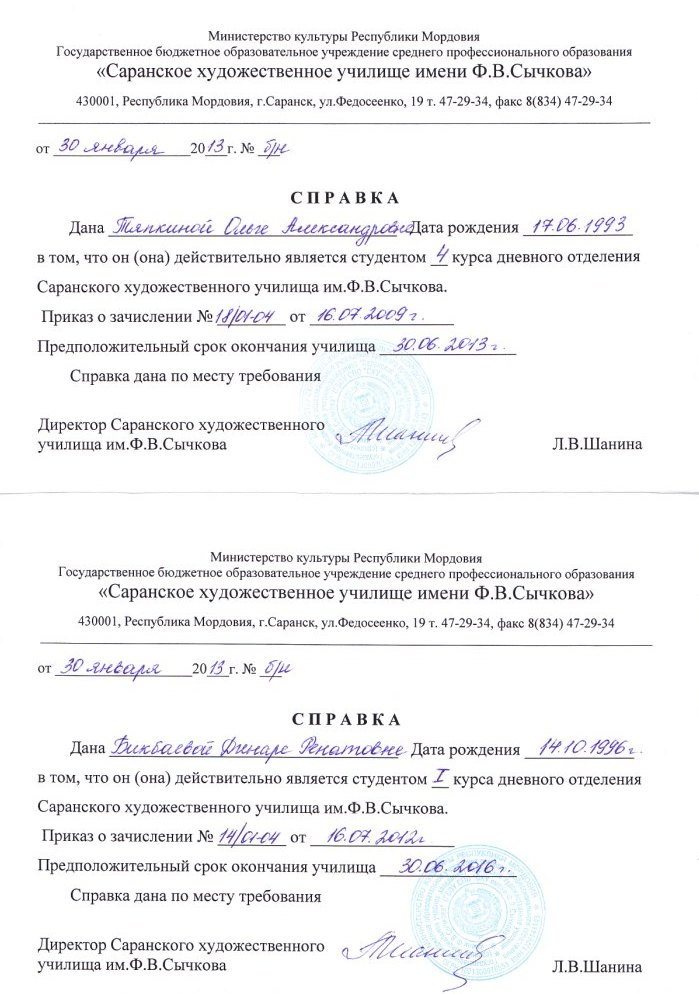 Министерство культуры Республики Мордовия
Государственное бюджетное образовательное учреждение среднего профессионального образования
«Саранское художественное училище имени Ф.В.Сычкова»
430001, Республика Мордовия, г.Саранск, ул.Федосеенко, 19 т. 47-29-34, факс 8(834) 47-29-34
от 30 января 2013 г. № б/н
СПРАВКА
Дана Тяпкиной Ольге Александровне Дата рождения 17.06.1993
в том, что он (она) действительно является студентом 4 курса дневного отделения
Саранского художественного училища им.Ф.В.Сычкова.
Приказ о зачислении № 18/01-04 от 16.07.2009 г.
Предположительный срок окончания училища 30.06.2013 г.
Справка дана по месту требования
Директор Саранского художественного
училища им.Ф.В.Сычкова Л.В.Шанина
Министерство культуры Республики Мордовия
Государственное бюджетное образовательное учреждение среднего профессионального образования
«Саранское художественное училище имени Ф.В.Сычкова»
430001, Республика Мордовия, г.Саранск, ул.Федосеенко, 19 т. 47-29-34, факс 8(834) 47-29-34
от 30 января 2013 г. № б/н
СПРАВКА
Дана Бикбаевой Динаре Ренатовне Дата рождения 14.10.1996 г.
в том, что он (она) действительно является студентом I курса дневного отделения
Саранского художественного училища им.Ф.В.Сычкова.
Приказ о зачислении № 14/01-04 от 16.07.2012 г
Предположительный срок окончания училища 30.06.2016 г.
Справка дана по месту требования
Директор Саранского художественного
училища им.Ф.В.Сычкова Л.В.Шанина